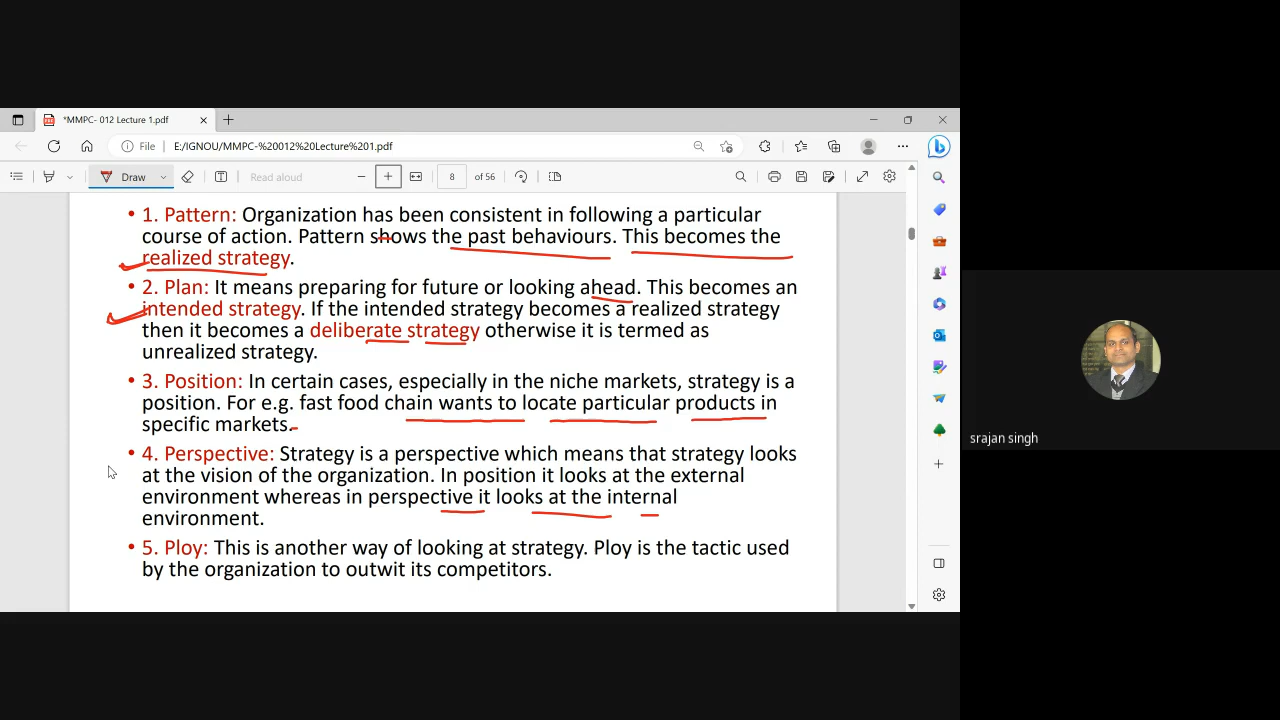 *MMPC- 012 Lecture 1.pdf
File E:/IGNOU/MMPC-%20012%20Lecture%201.pdf
Draw Read aloud 8 of 56
• 1. Pattern: Organization has been consistent in following a particular
course of action. Pattern shows the past behaviours. This becomes the
realized strategy.
• 2. Plan: It means preparing for future or looking ahead. This becomes an
intended strategy. If the intended strategy becomes a realized strategy
then it becomes a deliberate strategy otherwise it is termed as
unrealized strategy.
• 3. Position: In certain cases, especially in the niche markets, strategy is a
position. For e.g. fast food chain wants to locate particular products in
specific markets.
• 4. Perspective: Strategy is a perspective which means that strategy looks
at the vision of the organization. In position it looks at the external
environment whereas in perspective it looks at the internal
environment.
• 5. Ploy: This is another way of looking at strategy. Ploy is the tactic used
by the organization to outwit its competitors.
srajan singh